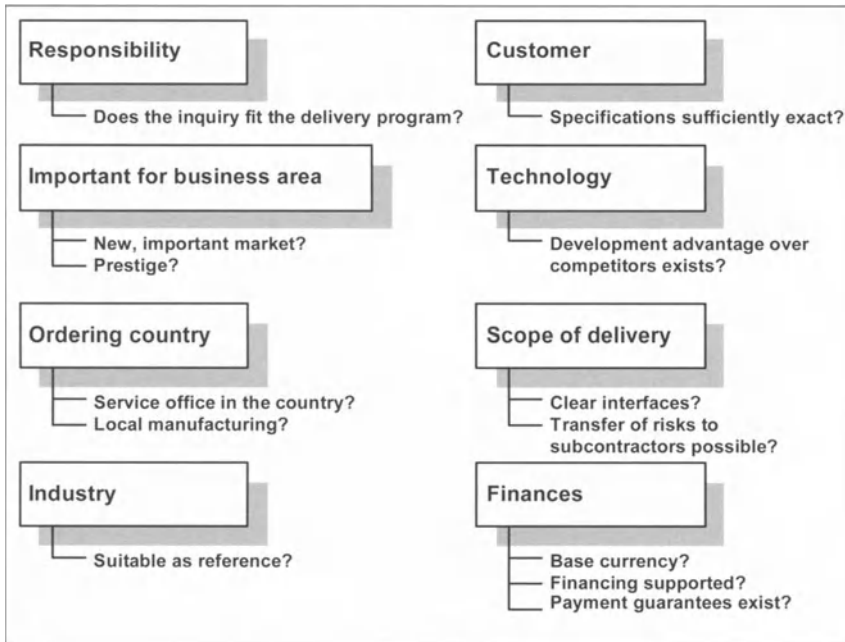 Responsibility
Does the inquiry fit the delivery program?
Important for business area
New, important market?
Prestige?
Ordering country
Service office in the country?
Local manufacturing?
Industry
Suitable as reference?
Customer
Specifications sufficiently exact?
Technology
Development advantage over
competitors exists?
Scope of delivery
Clear interfaces?
Transfer of risks to
subcontractors possible?
Finances
Base currency?
Financing supported?
Payment guarantees exist?